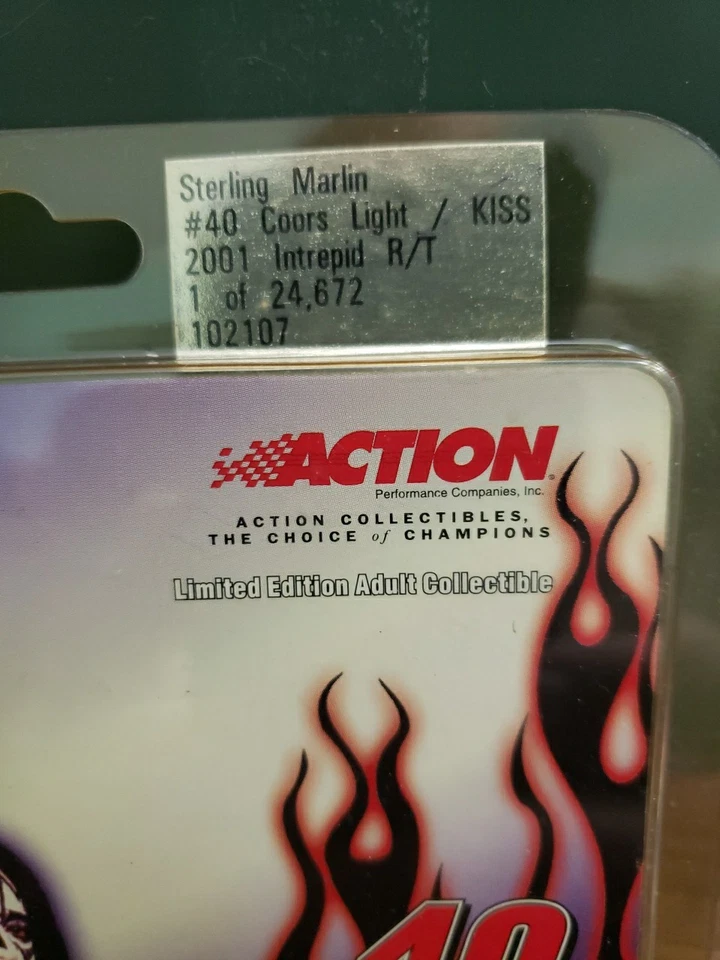 Sterling Marlin
#40 Coors Light / KISS
2001 Intrepid R/T
1 of 24,672
102107
ACTION
Performance Companies, Inc.
ACTION COLLECTIBLES,
THE CHOICE of CHAMPIONS
Limited Edition Adult Collectible
40